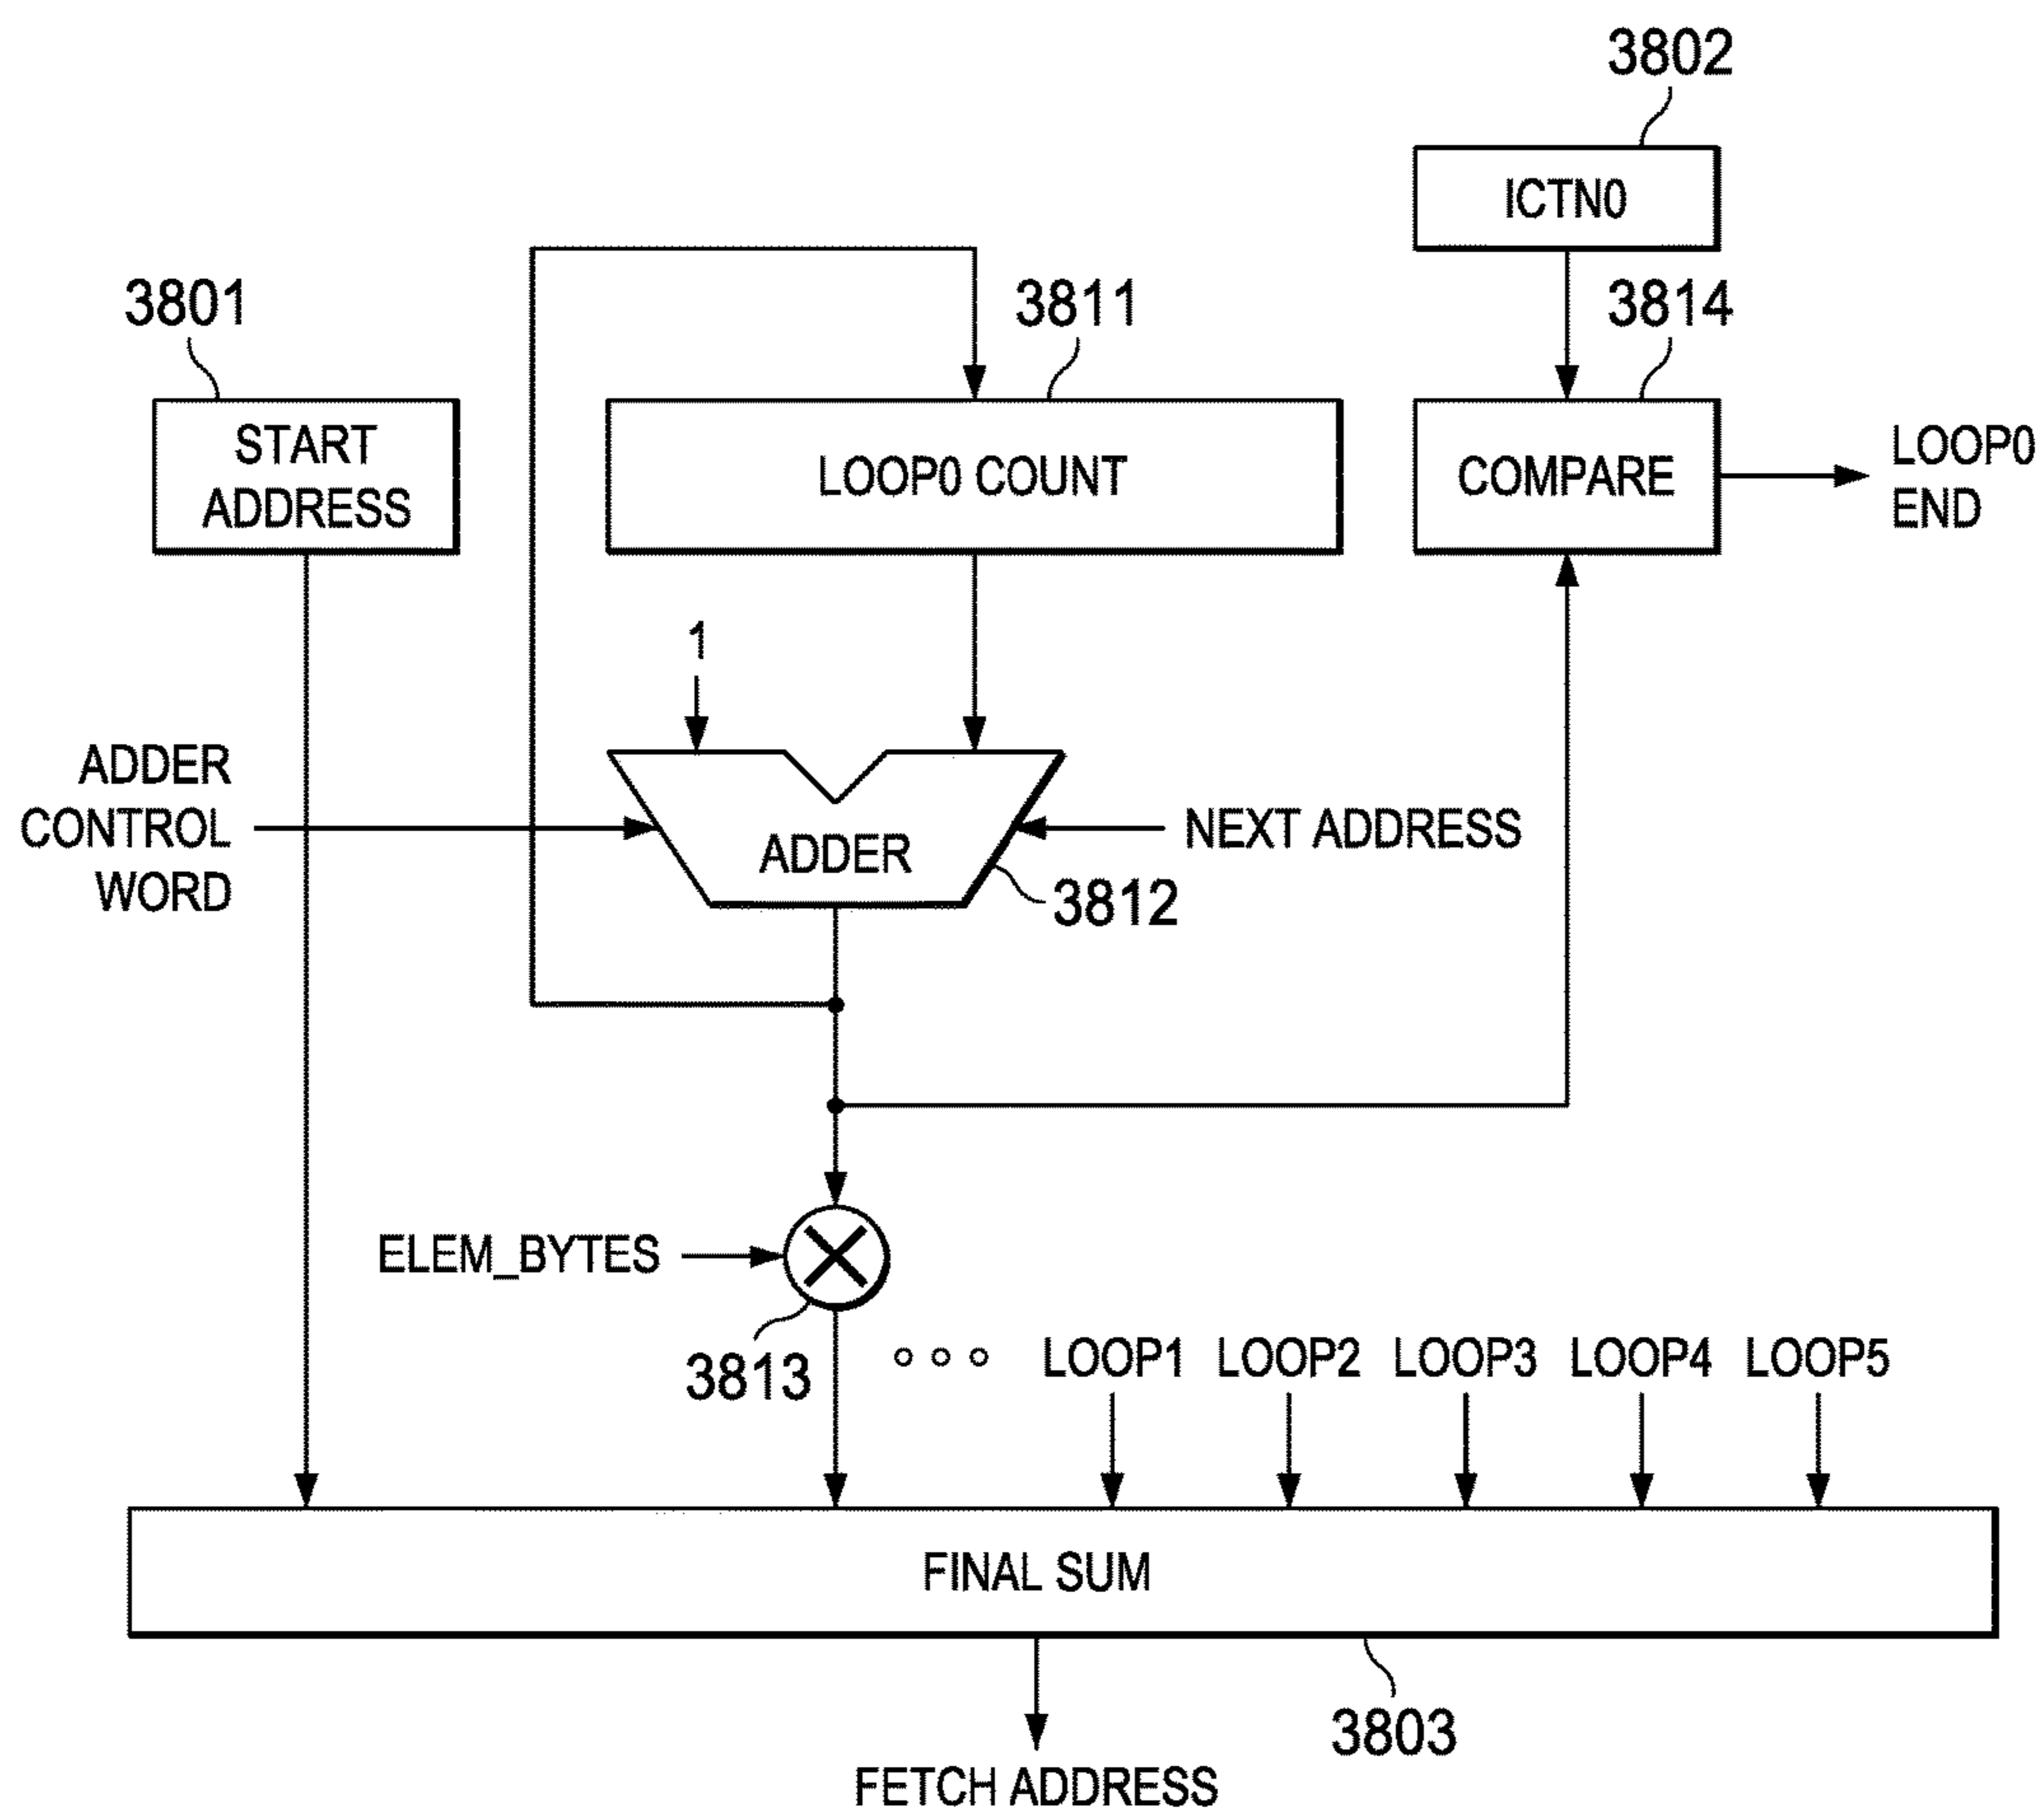 3802
ICTN0
3801
3811
3814
START
ADDRESS
LOOP0 COUNT
COMPARE
LOOP0
END
1
ADDER
CONTROL
WORD
ADDER
NEXT ADDRESS
3812
ELEM_BYTES
3813
LOOP1 LOOP2 LOOP3 LOOP4 LOOP5
FINAL SUM
3803
FETCH ADDRESS